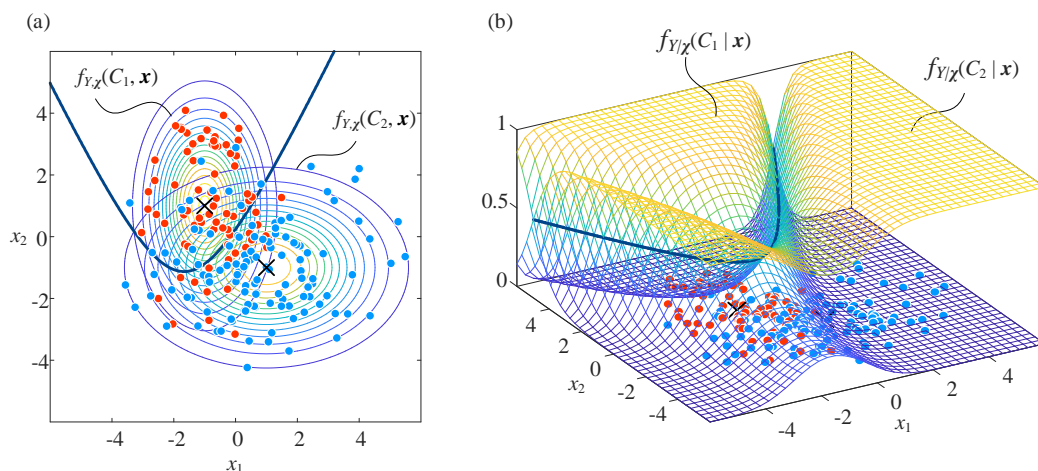 (a)
f_{Y,χ}(C_1, x)
f_{Y,χ}(C_2, x)
4
2
0
-2
-4
x_2
-4
-2
0
2
4
x_1
(b)
f_{Y|χ}(C_1 | x)
f_{Y|χ}(C_2 | x)
1
0.5
0
4
2
0
-2
-4
x_2
-4
-2
0
2
4
x_1